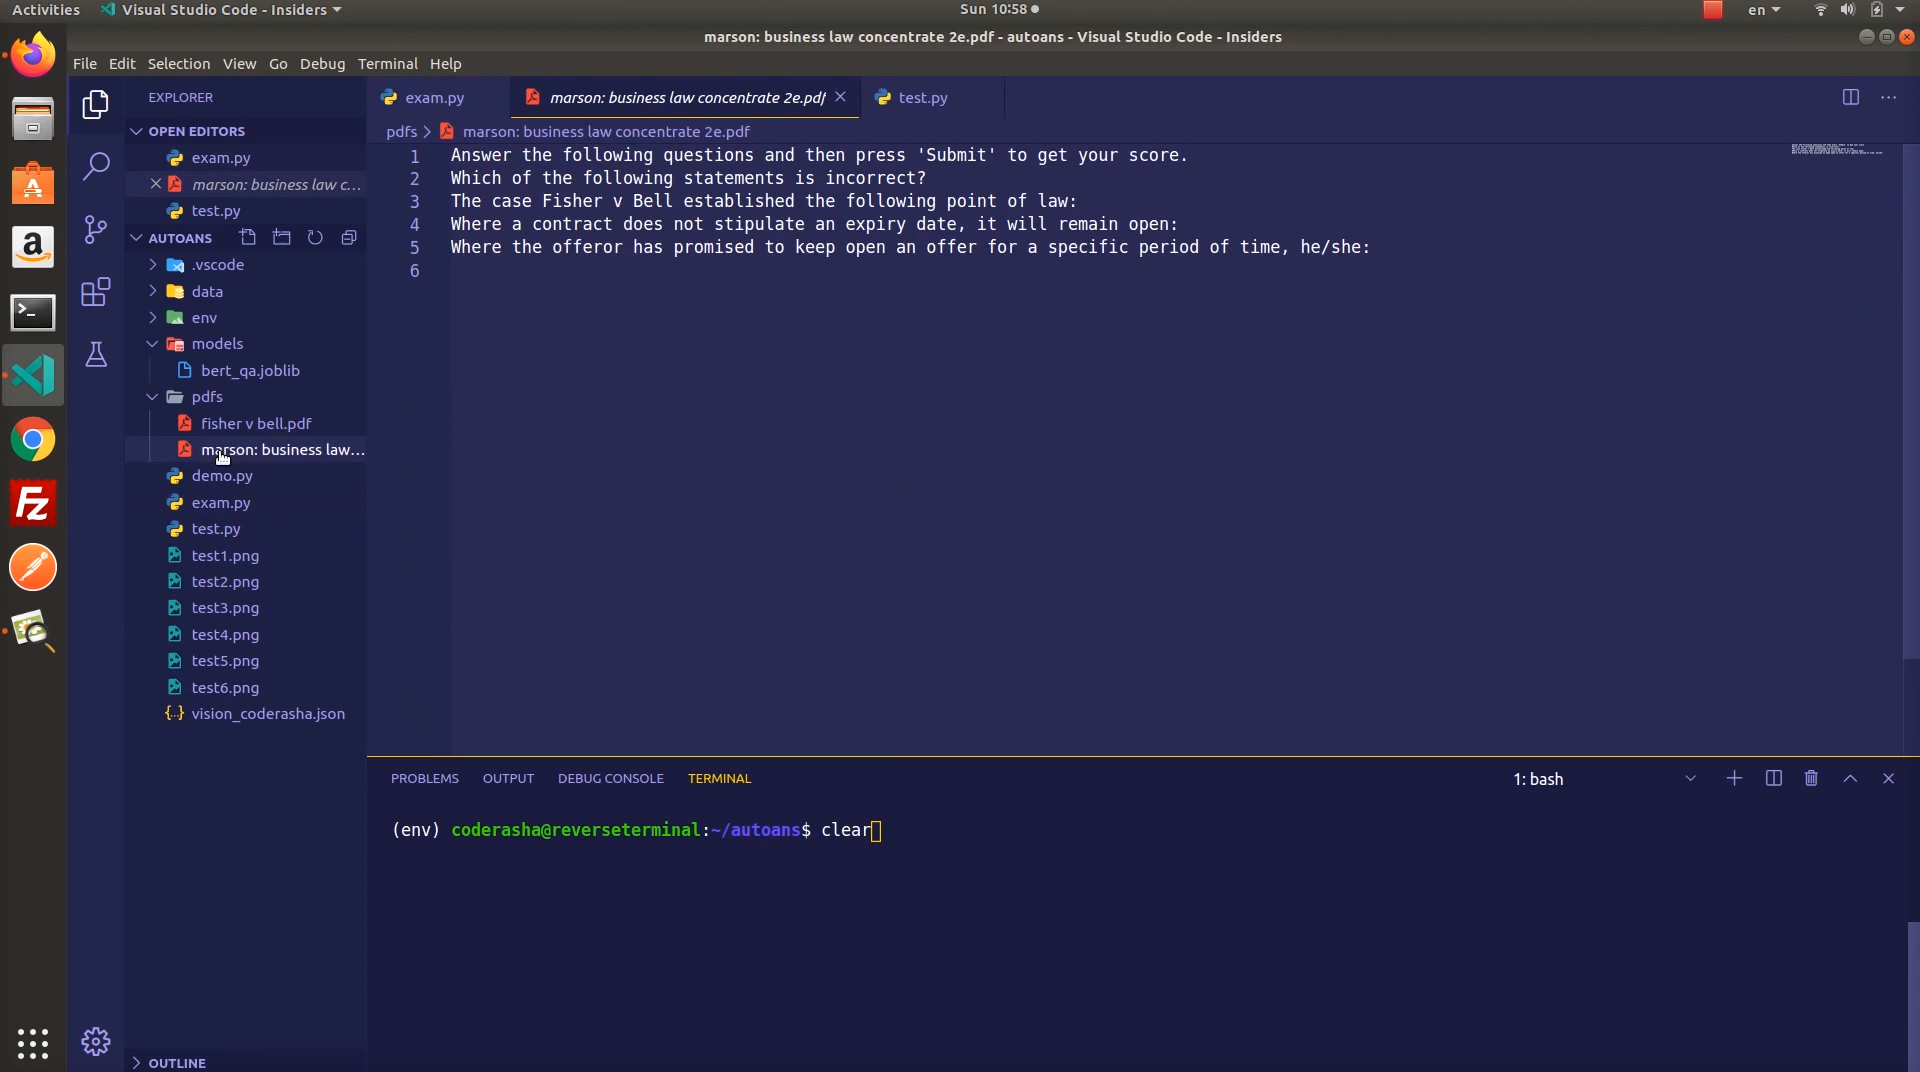 Activities
Visual Studio Code - Insiders
Sun 10:58
en
marson: business law concentrate 2e.pdf - autoans - Visual Studio Code - Insiders
File Edit Selection View Go Debug Terminal Help
EXPLORER
OPEN EDITORS
exam.py
marson: business law c...
test.py
AUTOANS
.vscode
data
env
models
bert_qa.joblib
pdfs
fisher v bell.pdf
marson: business law...
demo.py
exam.py
test.py
test1.png
test2.png
test3.png
test4.png
test5.png
test6.png
vision_coderasha.json
OUTLINE
exam.py
marson: business law concentrate 2e.pdf
test.py
pdfs > marson: business law concentrate 2e.pdf
1 Answer the following questions and then press 'Submit' to get your score.
2 Which of the following statements is incorrect?
3 The case Fisher v Bell established the following point of law:
4 Where a contract does not stipulate an expiry date, it will remain open:
5 Where the offeror has promised to keep open an offer for a specific period of time, he/she:
6
PROBLEMS OUTPUT DEBUG CONSOLE TERMINAL
1: bash
(env) coderasha@reverseterminal:~/autoans$ clear